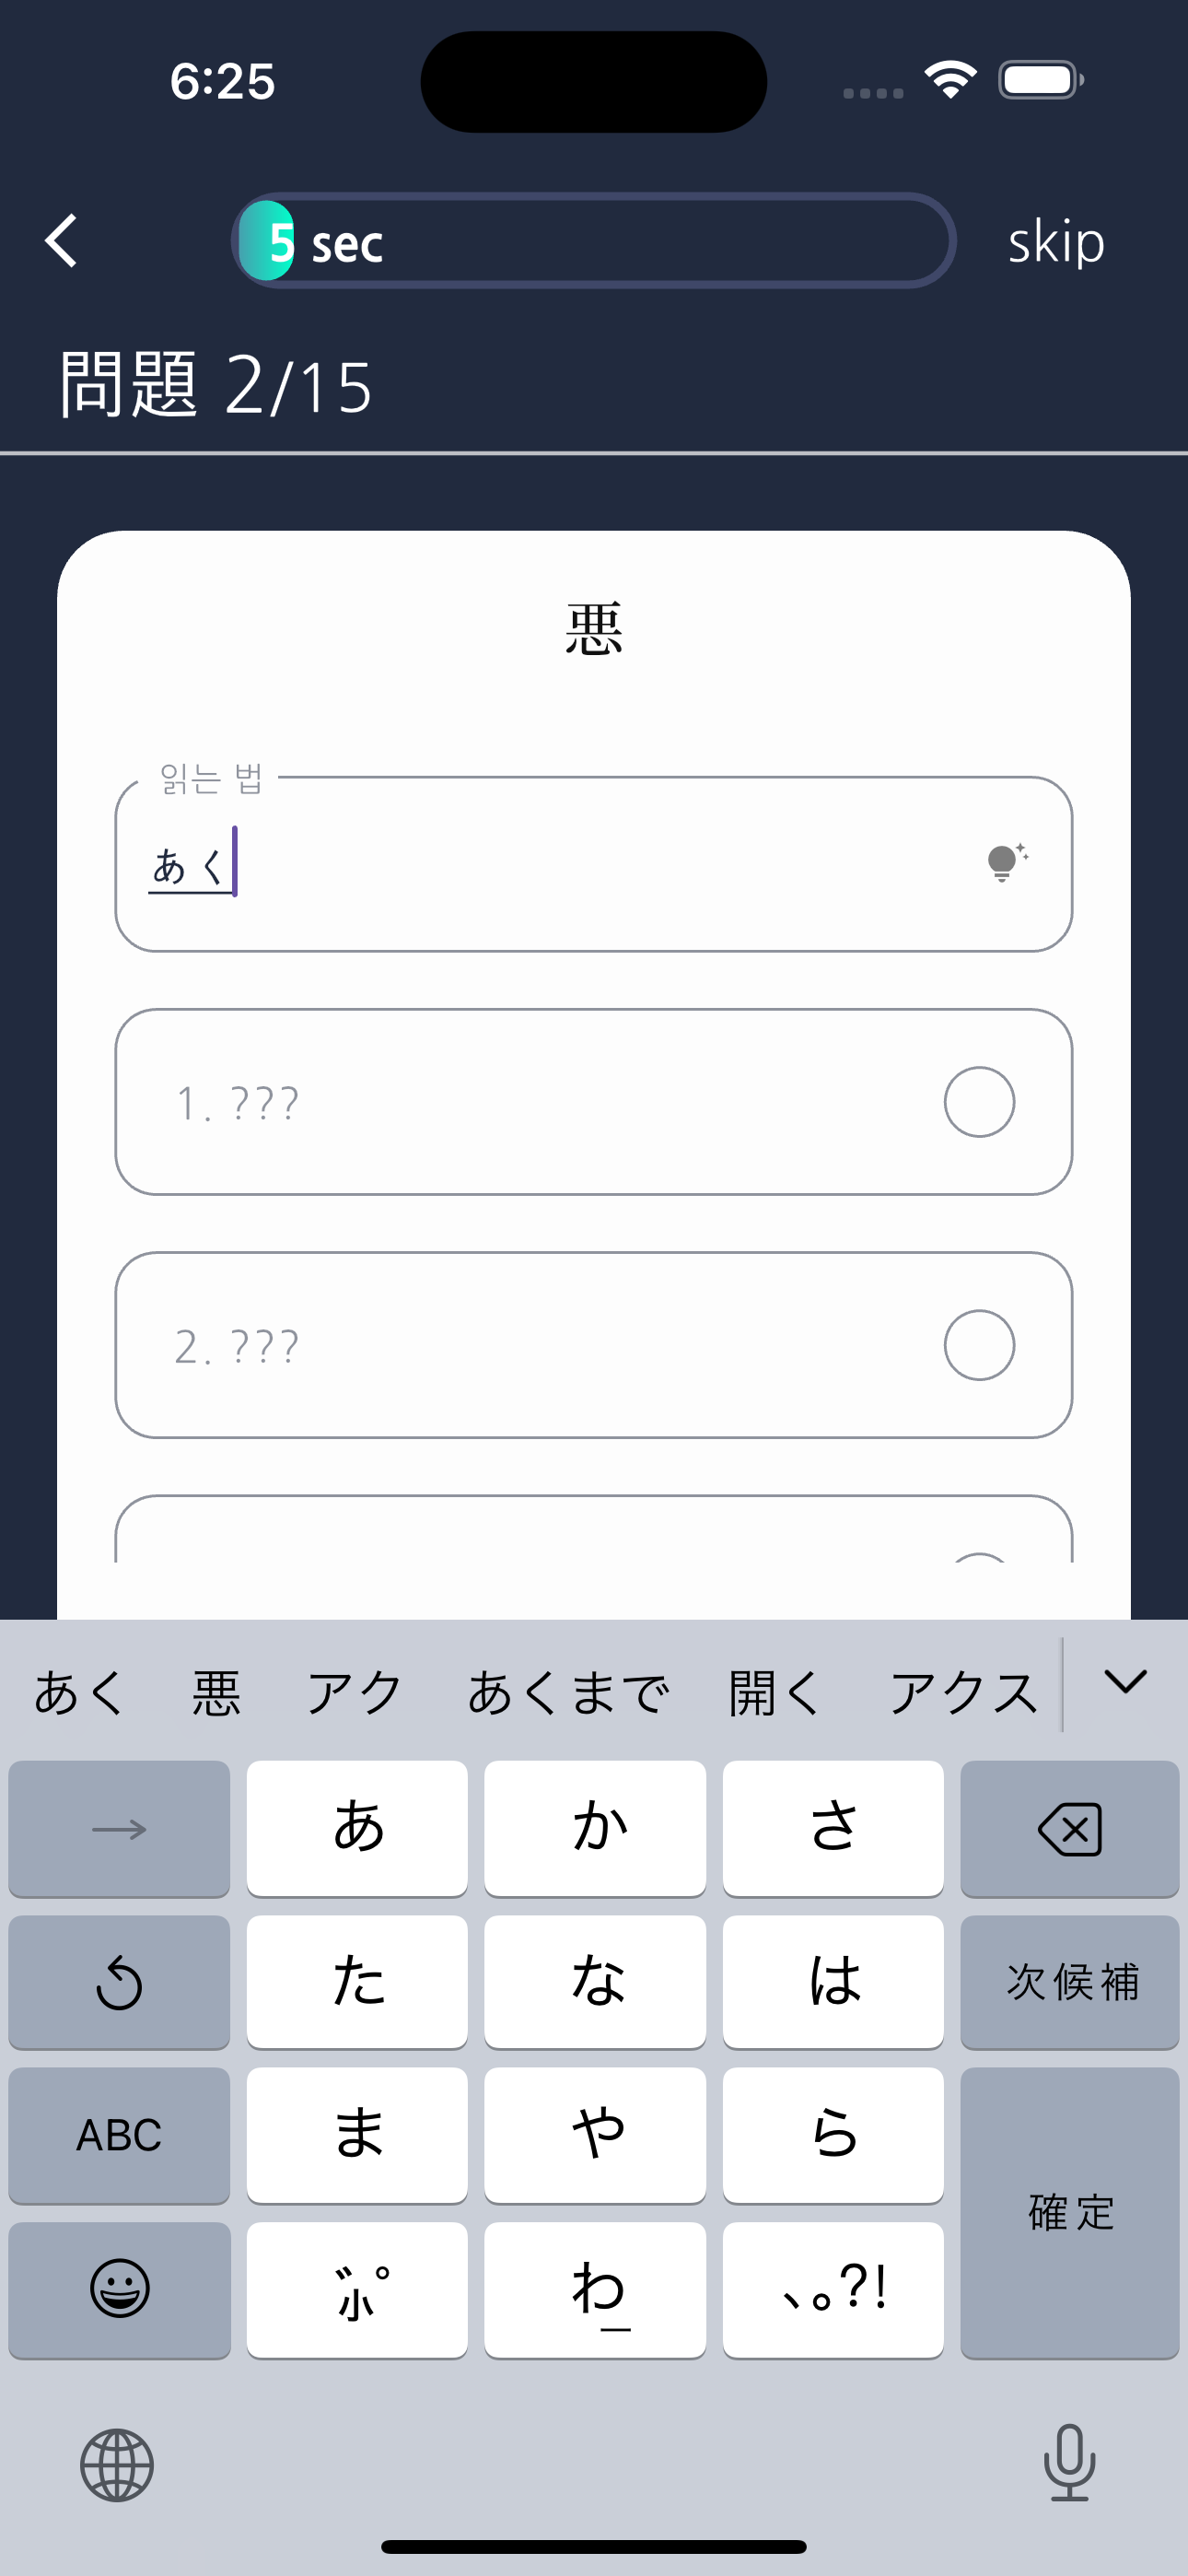 6:25
5 sec
skip
問題 2/15
悪
읽는 법
あく
1. ???
2. ???
あく 悪 アク あくまで 開く アクス
→ あ か さ
た な は 次候補
ABC ま や ら
確定
゛゜小 わー 、。?!